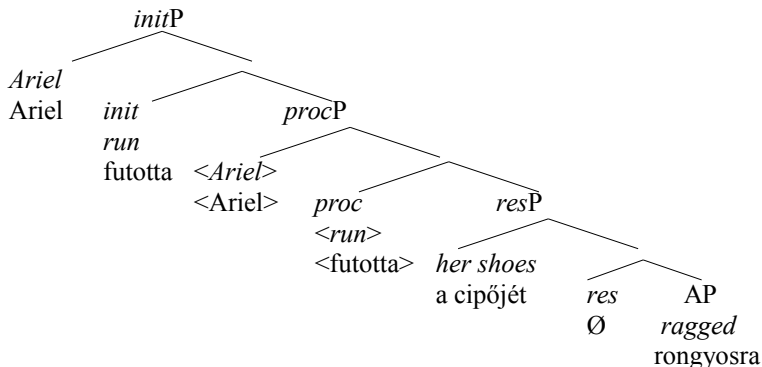 initP
Ariel
Ariel
init
run
futotta
procP
<Ariel>
<Ariel>
proc
<run>
<futotta>
resP
her shoes
a cipőjét
res
Ø
AP
ragged
rongyosra